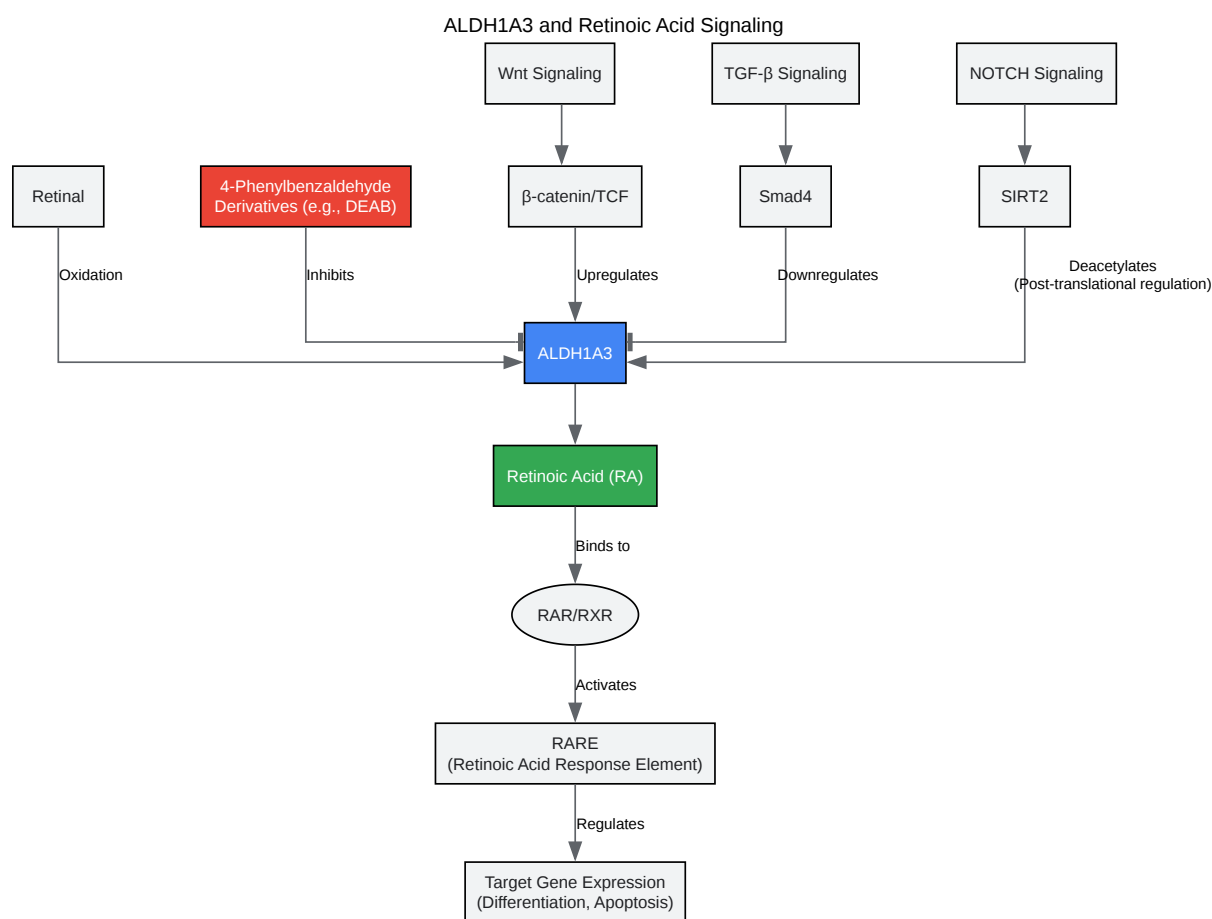 ALDH1A3 and Retinoic Acid Signaling
Wnt Signaling
TGF-β Signaling
NOTCH Signaling
Retinal
4-Phenylbenzaldehyde
Derivatives (e.g., DEAB)
β-catenin/TCF
Smad4
SIRT2
Oxidation
Inhibits
Upregulates
Downregulates
Deacetylates
(Post-translational regulation)
ALDH1A3
Retinoic Acid (RA)
Binds to
RAR/RXR
Activates
RARE
(Retinoic Acid Response Element)
Regulates
Target Gene Expression
(Differentiation, Apoptosis)